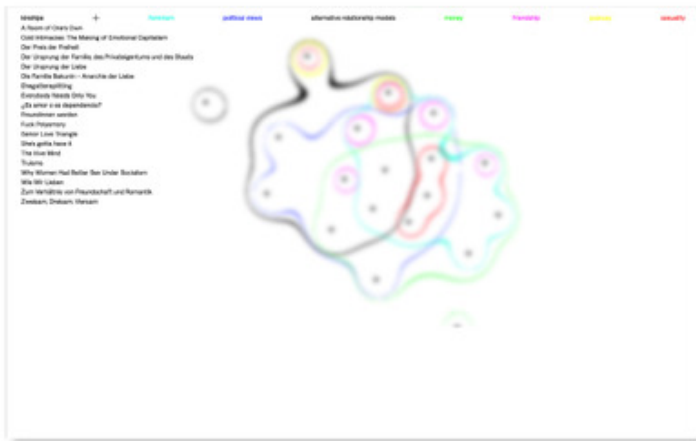 kinships + feminism political views alternative relationship models money friendship sexuality
A Room of One's Own
Cold Intimacies: The Making of Emotional Capitalism
Der Preis der Freiheit
Der Ursprung der Familie, des Privateigentums und des Staats
Der Ursprung der Liebe
Die Familie Bakunin – Anarchie der Liebe
Ehegattensplitting
Everybody Needs Only You
¿Es amor o es dependencia?
Freundinnen werden
Fuck Polyamory
Senior Love Triangle
She's gotta have it
The Hive Mind
Truisms
Why Women Had Better Sex Under Socialism
Wie Wir Lieben
Zum Verhältnis von Freundschaft und Romantik
Zweisam, Dreisam, Viersam